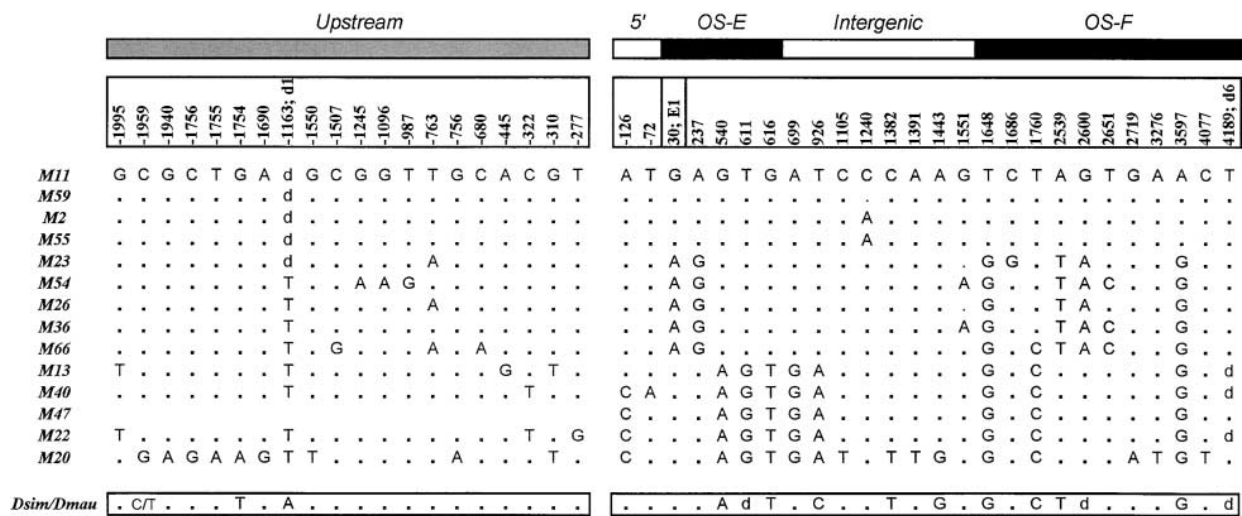 Upstream 5' OS-E Intergenic OS-F
-1995 -1959 -1940 -1756 -1755 -1754 -1690 -1163; d1 -1550 -1507 -1245 -1096 -987 -763 -756 -680 -445 -322 -310 -277 -126 -72 30; E1 237 540 611 616 699 926 1105 1240 1382 1391 1443 1551 1648 1686 1760 2539 2600 2651 2719 3276 3597 4077 4189; d6
M11 G C G C T G A d G C G G T T G C A C G T A T G A G T G A T C C C A A G T C T A G T G A A C T
M59 . . . . . . . d . . . . . . . . . . . . . . . . . . . . . . . . . . . . . . . . . . . . . .
M2 . . . . . . . d . . . . . . . . . . . . . . . . . . . . . . A . . . . . . . . . . . . . . .
M55 . . . . . . . d . . . . . . . . . . . . . . . . . . . . . . A . . . . . . . . . . . . . . .
M23 . . . . . . . d . . . . . A . . . . . . . . A G . . . . . . . . . . . G G . T A . . . G . .
M54 . . . . . . . T . . A A G . . . . . . . . . A G . . . . . . . . . . A G . . T A C . . G . .
M26 . . . . . . . T . . . . . A . . . . . . . . A G . . . . . . . . . . . G . . T A . . . G . .
M36 . . . . . . . T . . . . . . . . . . . . . . A G . . . . . . . . . . A G . . T A C . . G . .
M66 . . . . . . . T . G . . . A . A . . . . . . A G . . . . . . . . . . . G . C T A C . . G . .
M13 T . . . . . . T . . . . . . . . G . T . . . . . A G T G A . . . . . . G . C . . . . . G . d
M40 . . . . . . . T . . . . . . . . . T . . C A . . A G T G A . . . . . . G . C . . . . . G . d
M47 C . . . A G T G A . . . . . . G . C . . . . . G . .
M22 T . . . . . . T . . . . . . . . . T . G C . . . A G T G A . . . . . . G . C . . . . . G . d
M20 . G A G A A G T T . . . . . A . . . T . C . . . A G T G A T . T T G . G . C . . . A T G T .
Dsim/Dmau . C/T . . . T . A . . . . . . . . . . . . . . . . A d T . C . . T . G . G . C T d . . . G . d